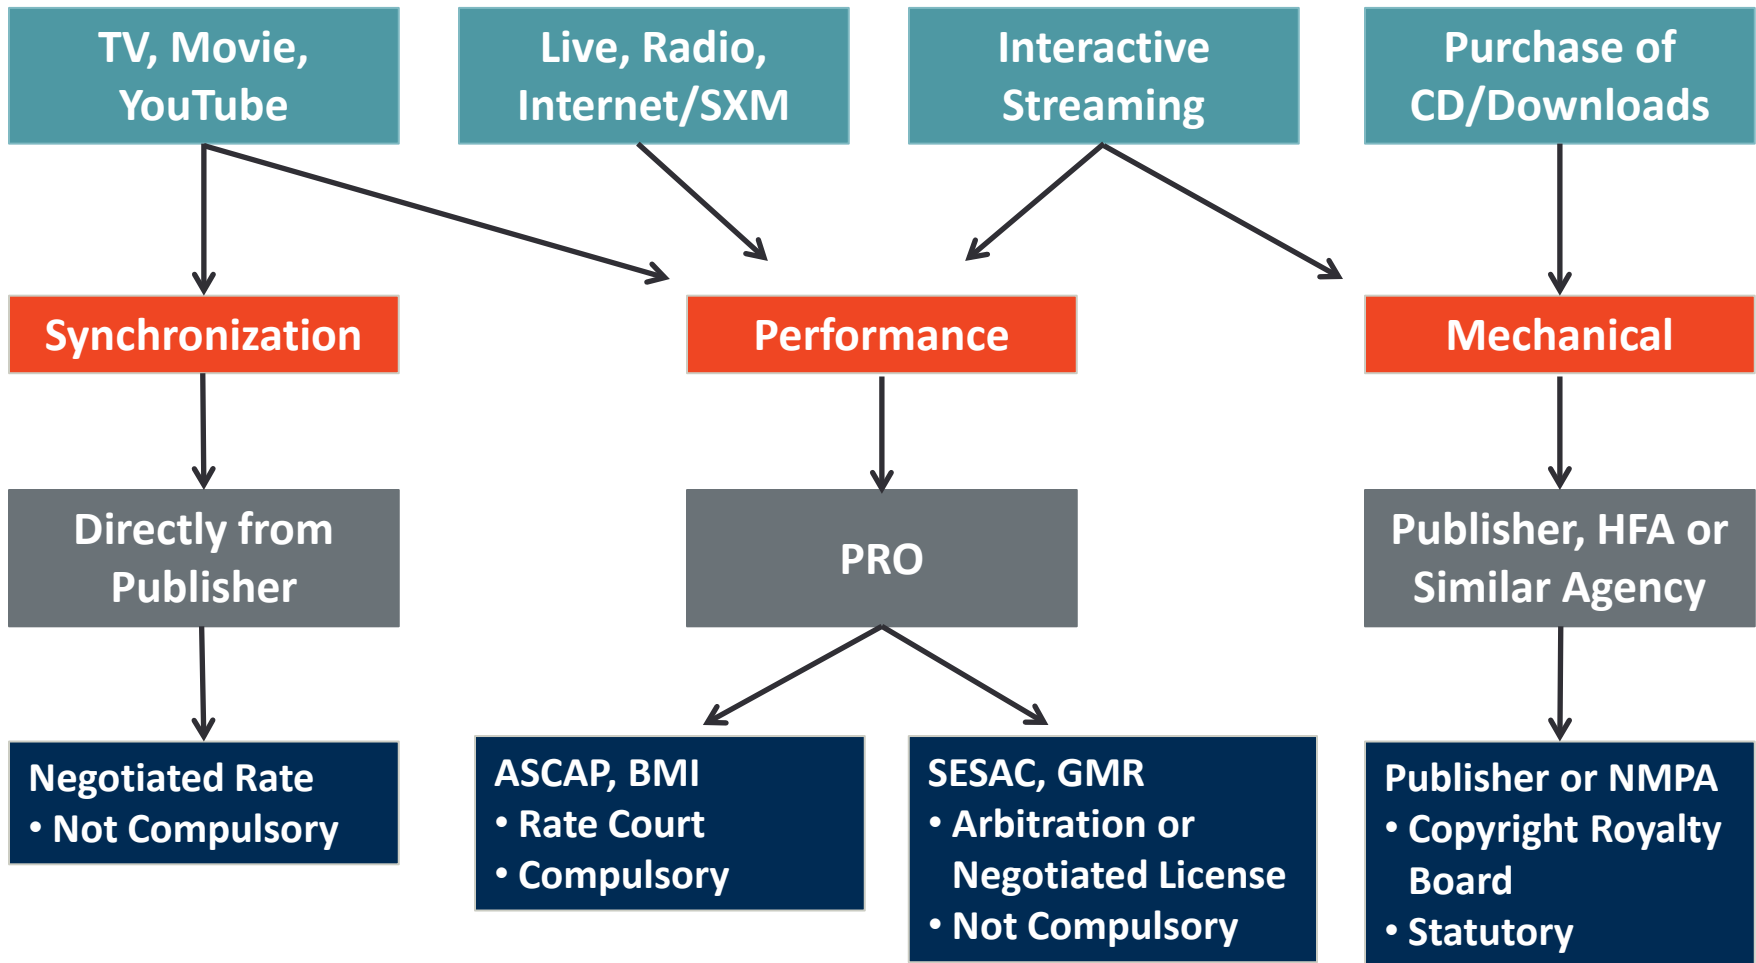 TV, Movie,
YouTube
Live, Radio,
Internet/SXM
Interactive
Streaming
Purchase of
CD/Downloads
Synchronization
Performance
Mechanical
Directly from
Publisher
PRO
Publisher, HFA or
Similar Agency
Negotiated Rate
• Not Compulsory
ASCAP, BMI
• Rate Court
• Compulsory
SESAC, GMR
• Arbitration or
Negotiated License
• Not Compulsory
Publisher or NMPA
• Copyright Royalty
Board
• Statutory